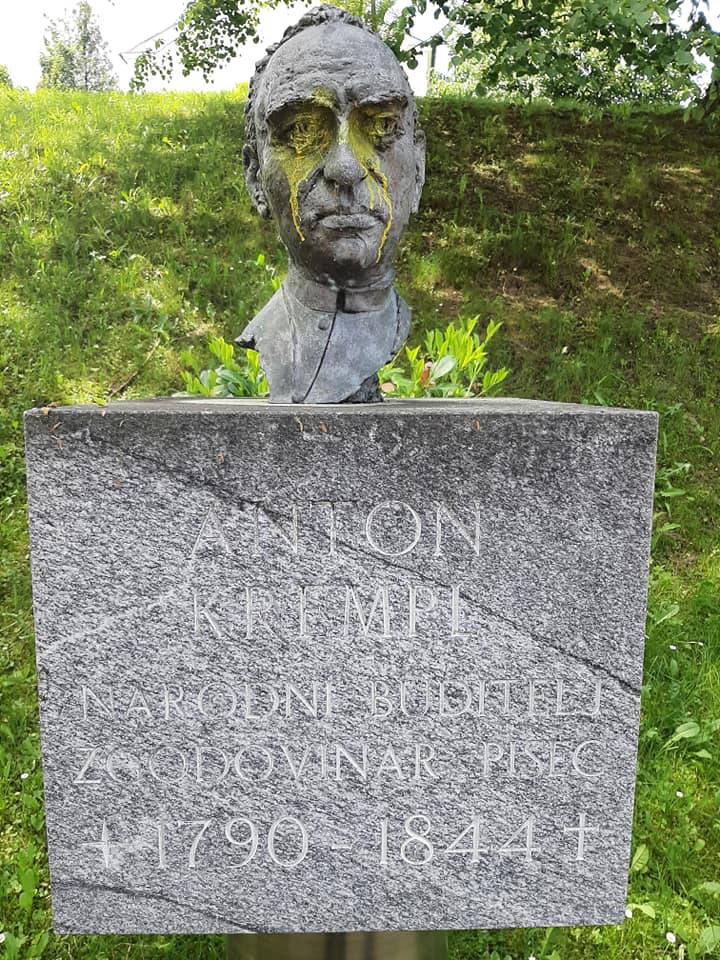 ANTON
KREMPL
NARODNI BUDITELJ
ZGODOVINAR PISEC
+ 1790 - 1844 +